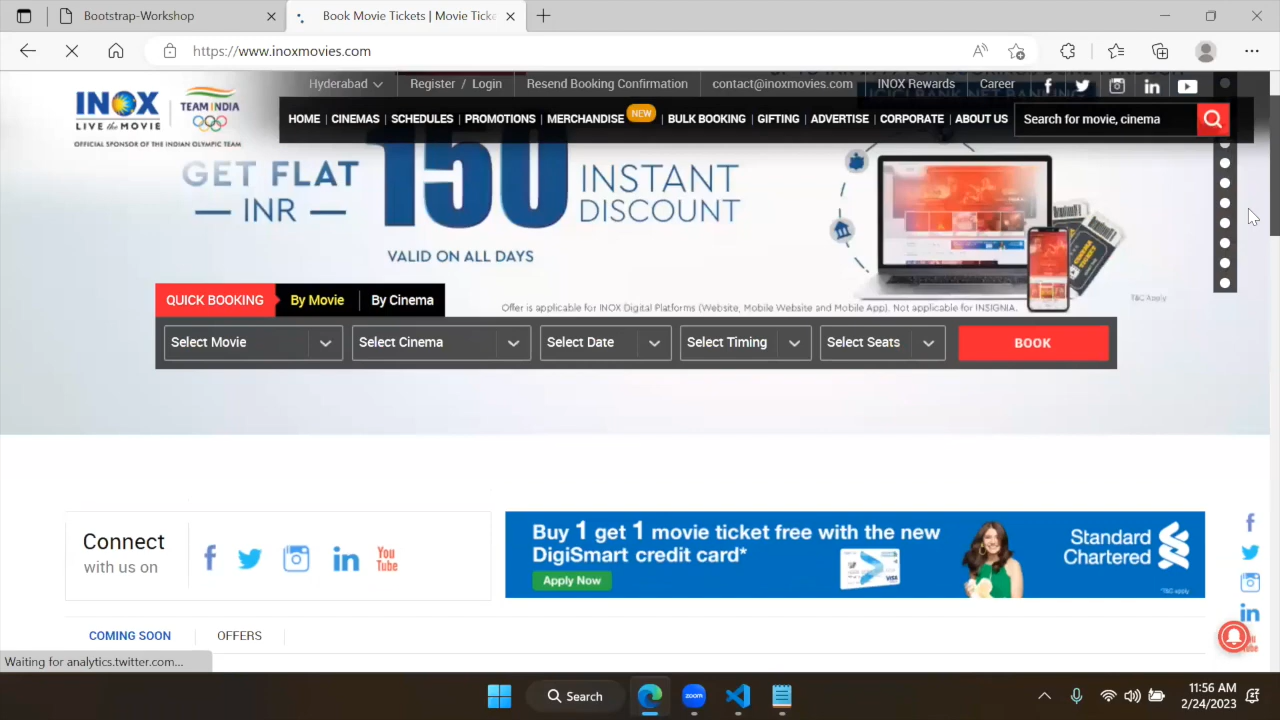 Bootstrap-Workshop
Book Movie Tickets | Movie Ticke
https://www.inoxmovies.com
Hyderabad
Register / Login
Resend Booking Confirmation
contact@inoxmovies.com
INOX Rewards
Career
INOX
LIVE the MOVIE
TEAM
INDIA
OFFICIAL SPONSOR OF THE INDIAN OLYMPIC TEAM
HOME | CINEMAS | SCHEDULES | PROMOTIONS | MERCHANDISE NEW | BULK BOOKING | GIFTING | ADVERTISE | CORPORATE | ABOUT US
Search for movie, cinema
GET FLAT
INR
150
INSTANT
DISCOUNT
VALID ON ALL DAYS
Offer is applicable for INOX Digital Platforms (Website, Mobile Website and Mobile App). Not applicable for INSIGNIA.
T&C Apply
QUICK BOOKING
By Movie
By Cinema
Select Movie
Select Cinema
Select Date
Select Timing
Select Seats
BOOK
Connect
with us on
You
Tube
Buy 1 get 1 movie ticket free with the new
DigiSmart credit card*
Apply Now
VISA
Standard
Chartered
*T&C apply
COMING SOON
OFFERS
Waiting for analytics.twitter.com...
Search
zoom
11:56 AM
2/24/2023